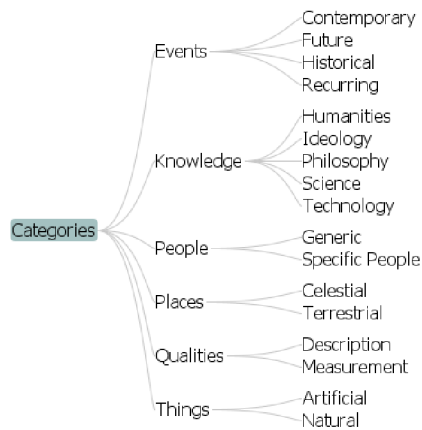 Categories
Events
Contemporary
Future
Historical
Recurring
Knowledge
Humanities
Ideology
Philosophy
Science
Technology
People
Generic
Specific People
Places
Celestial
Terrestrial
Qualities
Description
Measurement
Things
Artificial
Natural